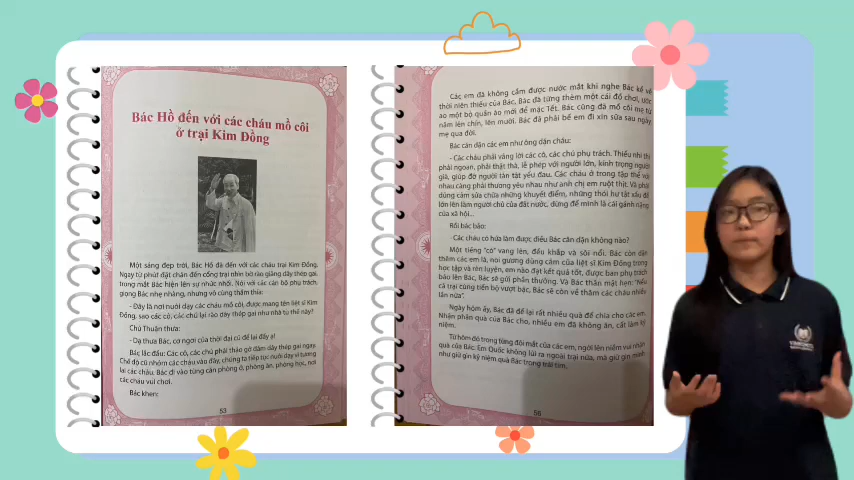 Bác Hồ đến với các cháu mồ côi
ở trại Kim Đồng
Một sáng đẹp trời, Bác Hồ đã đến với các cháu trại Kim Đồng.
Ngay từ phút đặt chân đến cổng trại nhìn bờ rào giăng dây thép gai,
trong mắt Bác hiện lên sự nhức nhối. Nói với các cán bộ phụ trách,
giọng Bác nhẹ nhàng, nhưng vô cùng thấm thía:
- Đây là nơi nuôi dạy các cháu mồ côi, được mang tên liệt sĩ Kim
Đồng, sao các cô, các chú lại rào dây thép gai như nhà tù thế này?
Chú Thuận thưa:
- Dạ thưa Bác, cơ ngơi của thời đại cũ để lại đấy ạ!
Bác lắc đầu: Các cô, các chú phải tháo gỡ đám dây thép gai ngay.
Chế độ cũ nhóm các cháu vào đây, chúng ta tiếp tục nuôi dạy vì tương
lai các cháu. Bác đi vào từng căn phòng ở, phòng ăn, phòng học, nơi
các cháu vui chơi.
Bác khen:
53
Các em đã không cầm được nước mắt khi nghe Bác kể về
thời niên thiếu của Bác. Bác đã từng thèm một cái đồ chơi, ước
ao một bộ quần áo mới để mặc Tết. Bác cũng đã mồ côi mẹ từ
năm lên chín, lên mười. Bác đã phải bế em đi xin sữa sau ngày
mẹ qua đời.
Bác căn dặn các em như ông dặn cháu:
- Các cháu phải vâng lời các cô, các chú phụ trách. Thiếu nhi thì
phải ngoan, phải thật thà, lễ phép với người lớn, kính trọng người
già, giúp đỡ người tàn tật yếu đau. Các cháu ở trong tập thể với
nhau càng phải thương yêu nhau như anh chị em ruột thịt. Và phải
dũng cảm sửa chữa những khuyết điểm, những thói hư tật xấu để
lớn lên làm người chủ của đất nước, đừng để mình là cái gánh nặng
của xã hội...
Rồi bác bảo:
- Các cháu có hứa làm được điều Bác căn dặn không nào?
Một tiếng "có" vang lên, đều khắp và sôi nổi. Bác còn dặn
thêm các em là, noi gương dũng cảm của liệt sĩ Kim Đồng trong
học tập và rèn luyện, em nào đạt kết quả tốt, được ban phụ trách
báo lên Bác, Bác sẽ gửi phần thưởng. Và Bác thân mật hẹn: "Nếu
cả trại cùng tiến bộ vượt bậc, Bác sẽ còn về thăm các cháu nhiều
lần nữa".
Ngày hôm ấy, Bác đã để lại rất nhiều quà để chia cho các em.
Nhận phần quà của Bác cho, nhiều em đã không ăn, cất làm kỷ
niệm.
Từ hôm đó trong từng đôi mắt của các em, ngời lên niềm vui nhận
quà của Bác. Em Quốc không lủi ra ngoài trại nữa, mà giữ gìn mình
như giữ gìn kỷ niệm quà Bác trong trái tim.
56